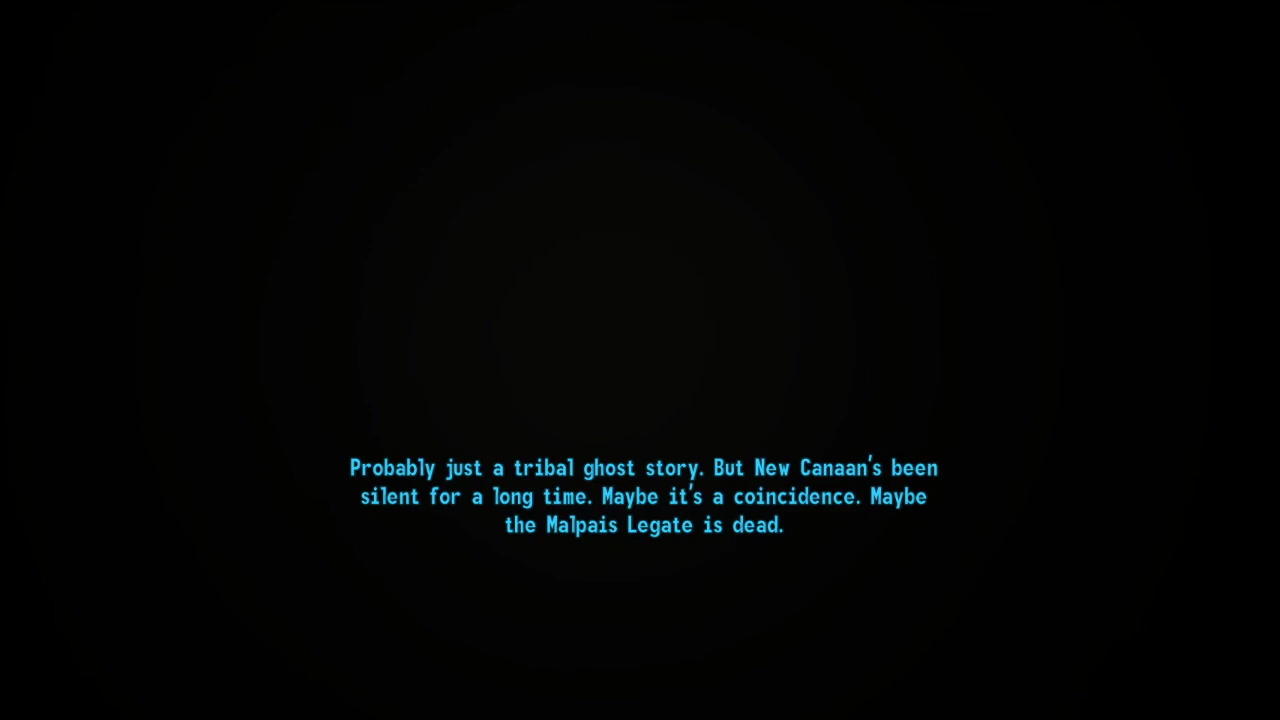 Probably just a tribal ghost story. But New Canaan's been
silent for a long time. Maybe it's a coincidence. Maybe
the Malpais Legate is dead.